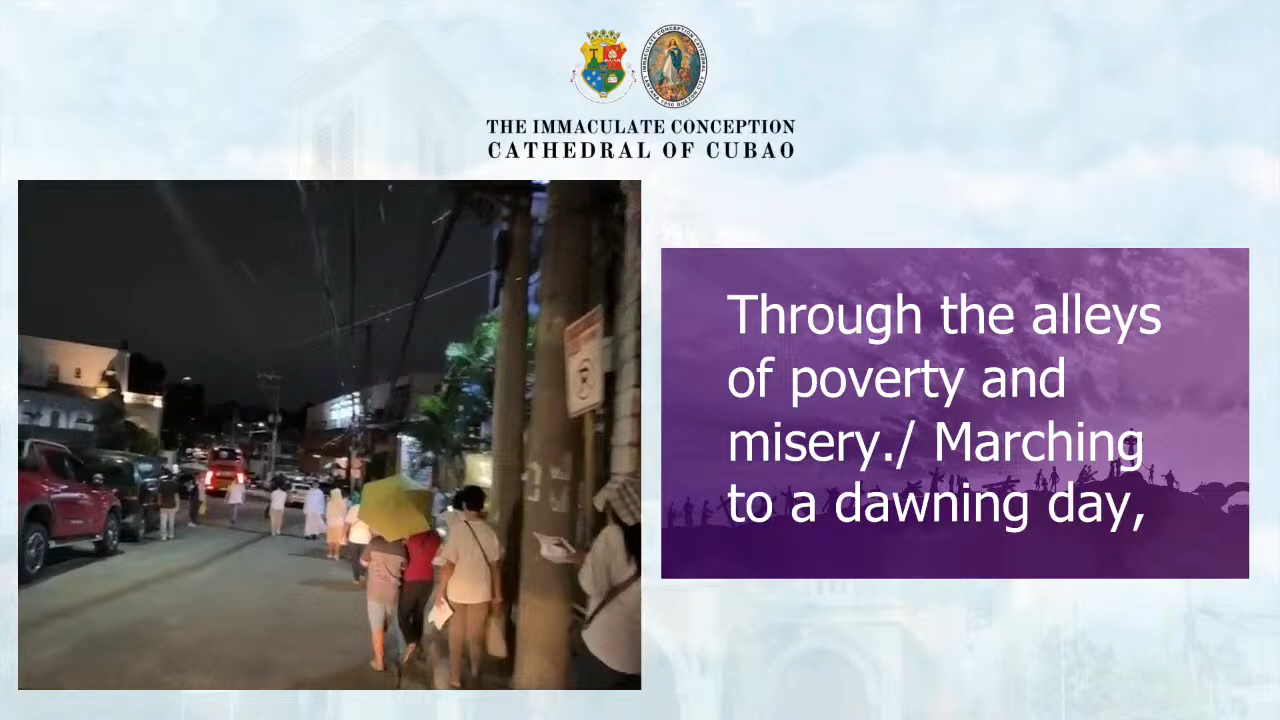 THE IMMACULATE CONCEPTION
CATHEDRAL OF CUBAO
Through the alleys
of poverty and
misery./ Marching
to a dawning day,